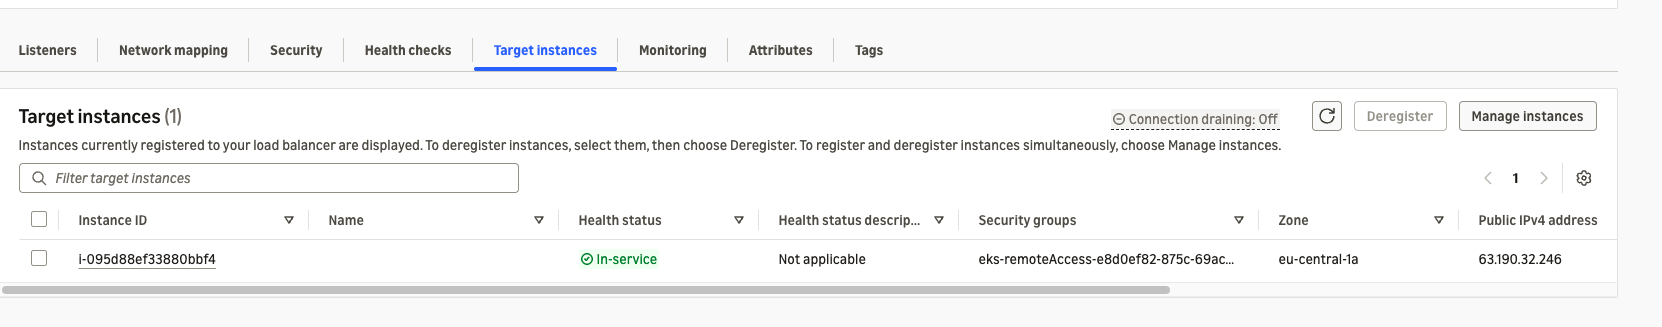 Listeners Network mapping Security Health checks Target instances Monitoring Attributes Tags
Target instances (1)
Connection draining: Off
Deregister
Manage instances
Instances currently registered to your load balancer are displayed. To deregister instances, select them, then choose Deregister. To register and deregister instances simultaneously, choose Manage instances.
Filter target instances
1
Instance ID Name Health status Health status descrip... Security groups Zone Public IPv4 address
i-095d88ef33880bbf4 In-service Not applicable eks-remoteAccess-e8d0ef82-875c-69ac... eu-central-1a 63.190.32.246